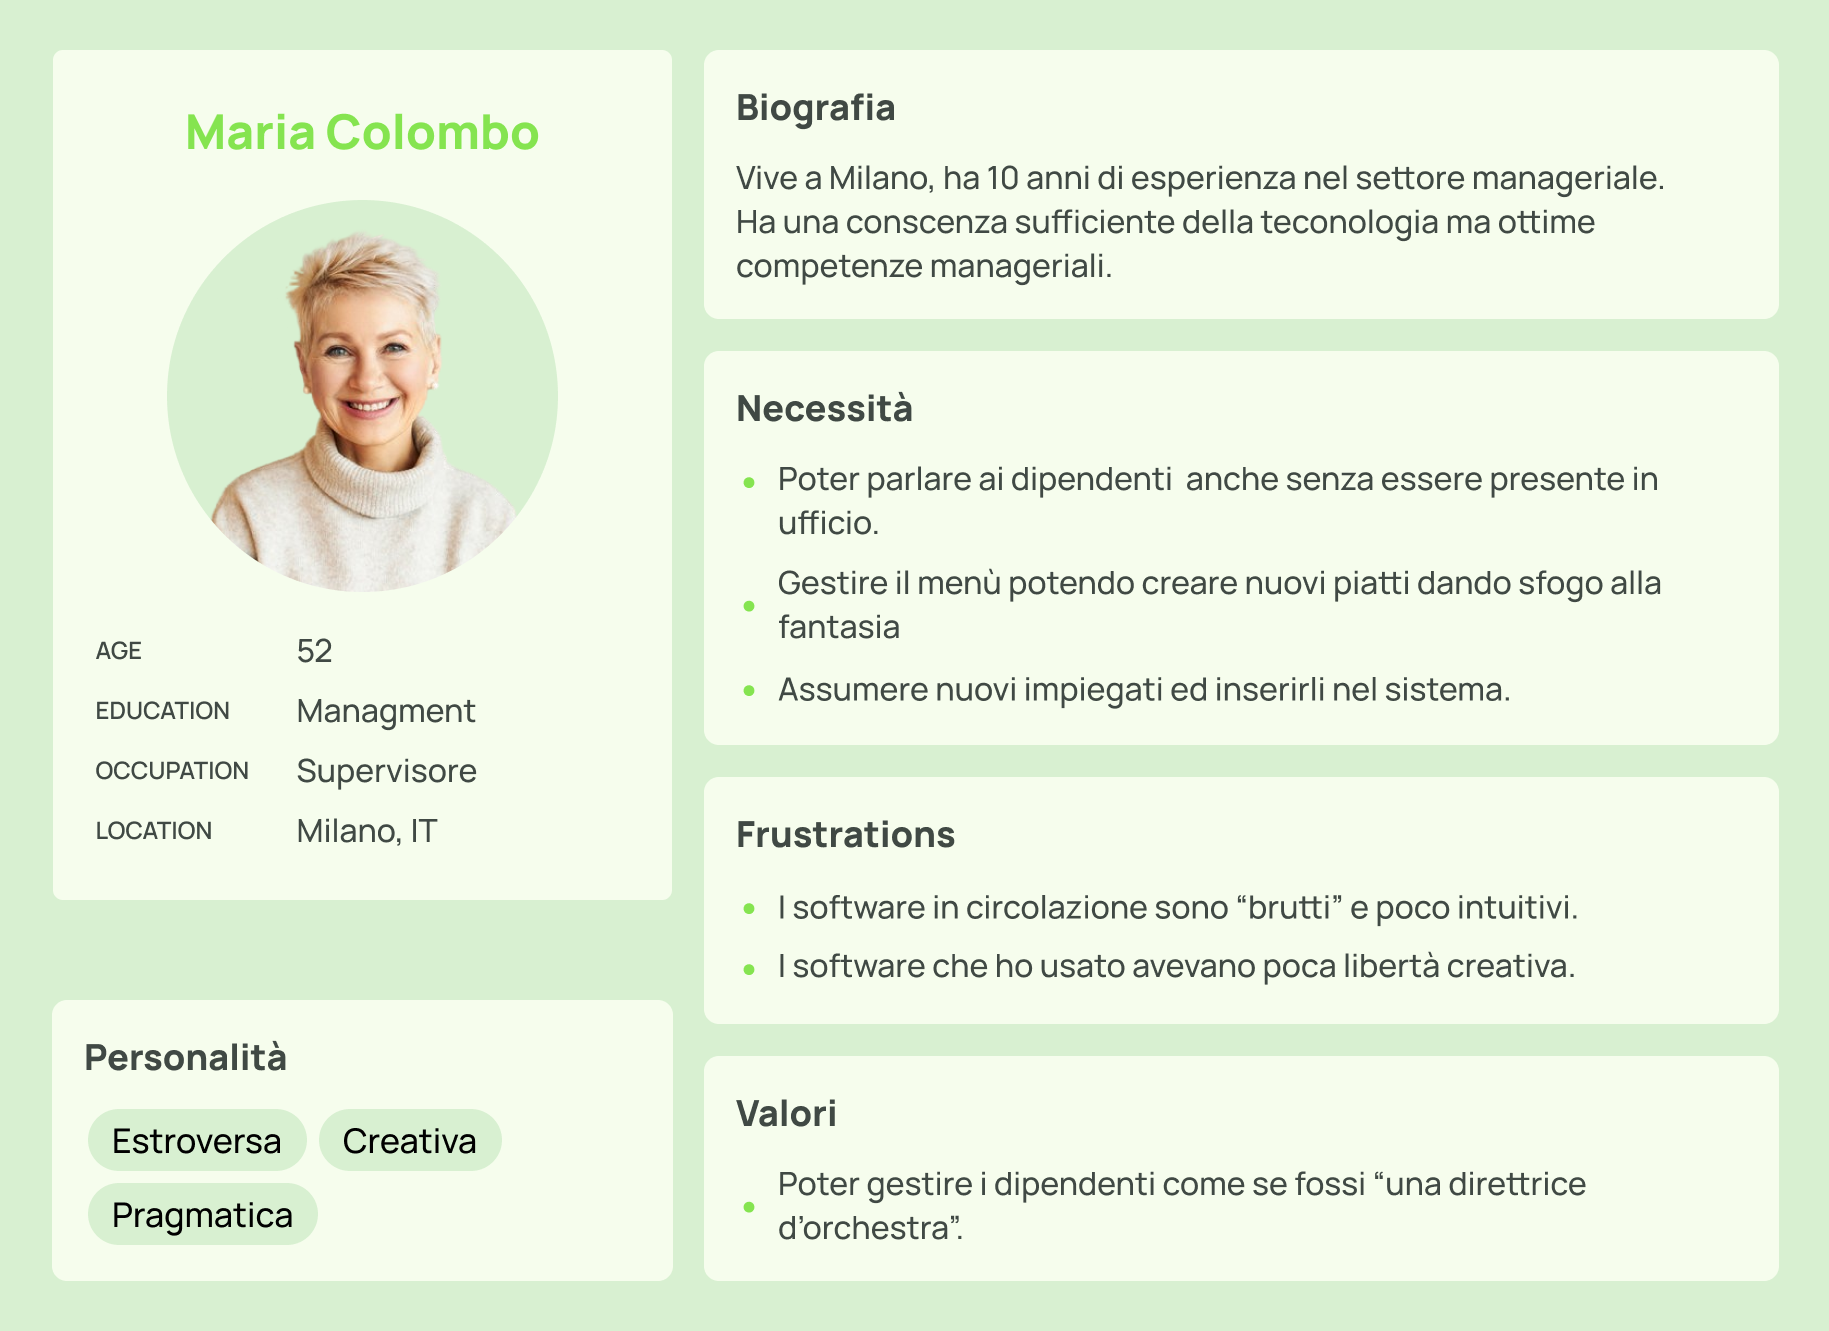 Maria Colombo
AGE 52
EDUCATION Managment
OCCUPATION Supervisore
LOCATION Milano, IT
Personalità
Estroversa Creativa
Pragmatica
Biografia
Vive a Milano, ha 10 anni di esperienza nel settore manageriale.
Ha una conscenza sufficiente della teconologia ma ottime
competenze manageriali.
Necessità
Poter parlare ai dipendenti  anche senza essere presente in
ufficio.
Gestire il menù potendo creare nuovi piatti dando sfogo alla
fantasia
Assumere nuovi impiegati ed inserirli nel sistema.
Frustrations
I software in circolazione sono “brutti” e poco intuitivi.
I software che ho usato avevano poca libertà creativa.
Valori
Poter gestire i dipendenti come se fossi “una direttrice
d’orchestra”.